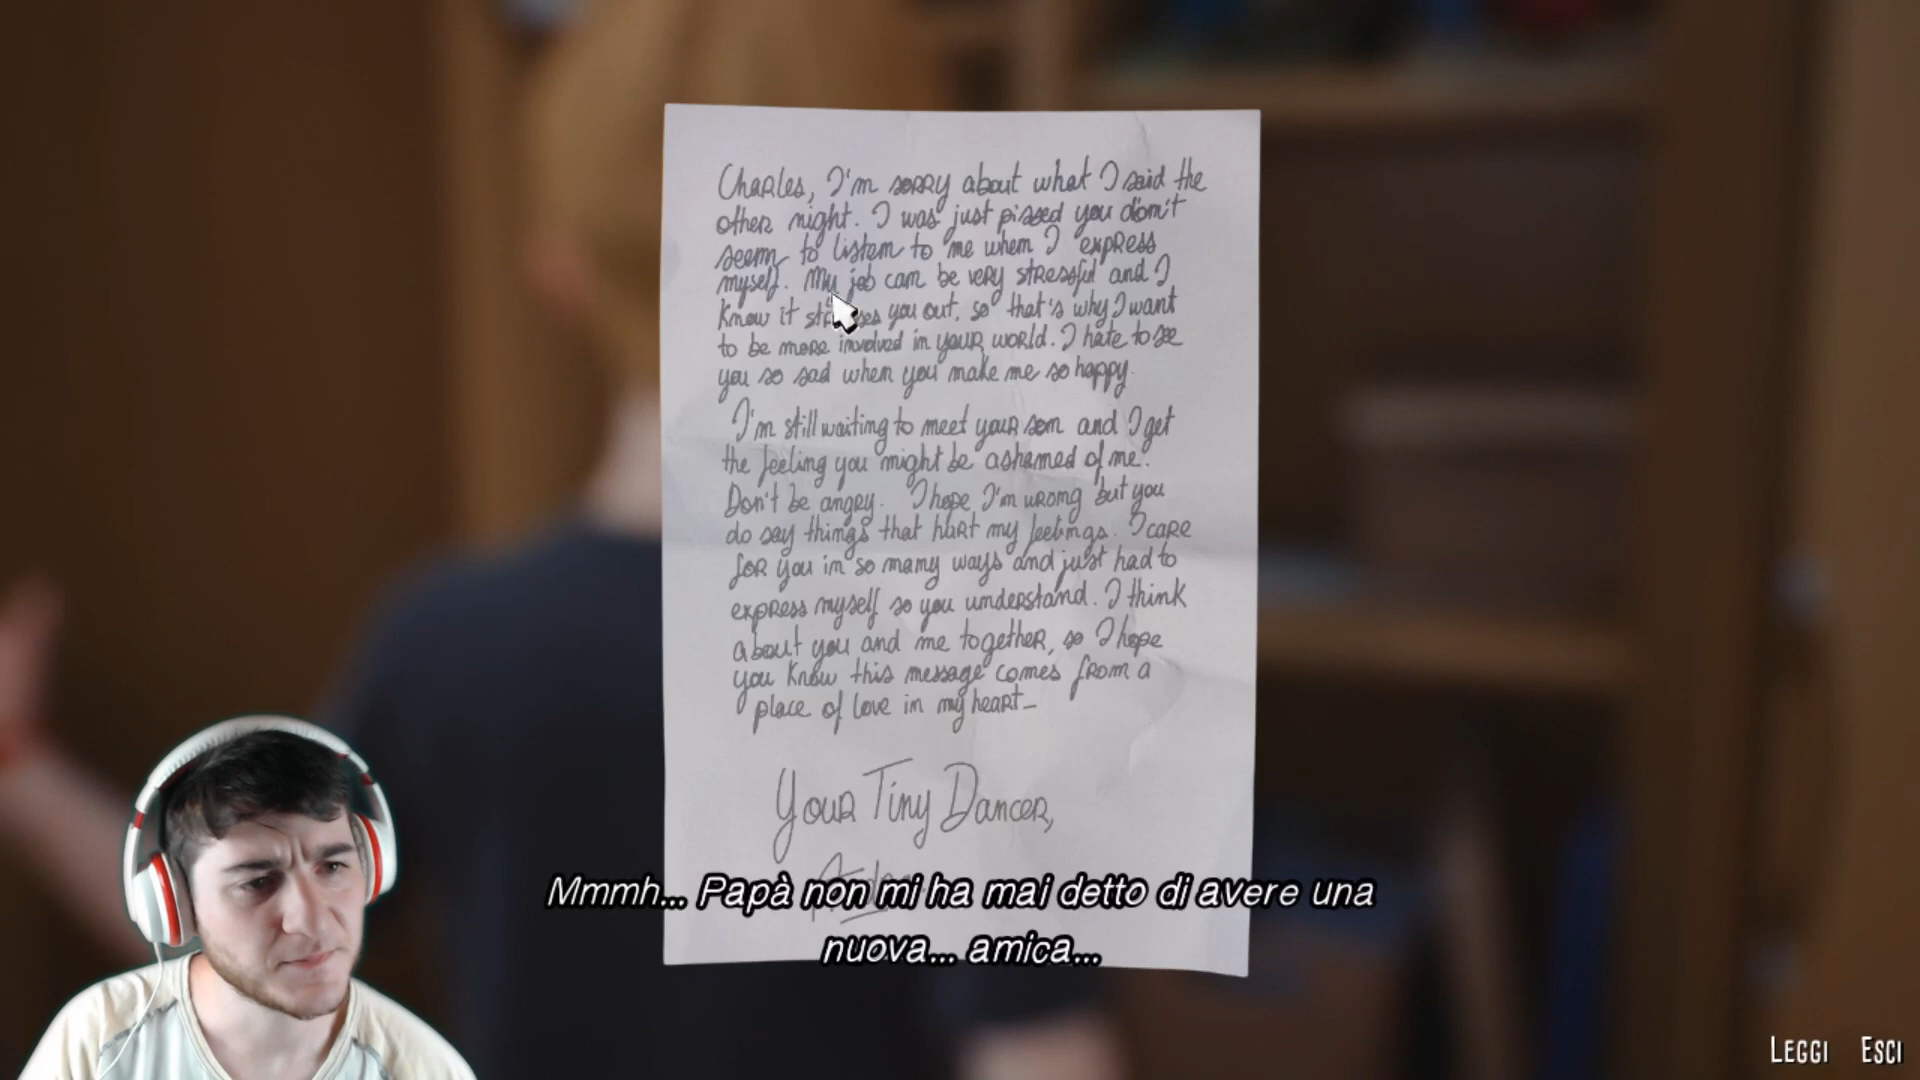 Charles, I'm sorry about what I said the
other night. I was just pissed you don't
seem to listen to me when I express
myself. My job can be very stressful and I
know it you out, so that's why I want
to be more involved in your world. I hate to see
you so sad when you make me so happy.
I'm still waiting to meet your son and I get
the feeling you might be ashamed of me.
Don't be angry. I hope I'm wrong but you
do say things that hurt my feelings. I care
for you in so many ways and just had to
express myself so you understand. I think
about you and me together, so I hope
you know this message comes from a
place of love in my heart_
Your Tiny Dancer,
Mmmh... Papà non mi ha mai detto di avere una
nuova... amica...
LEGGI ESCI